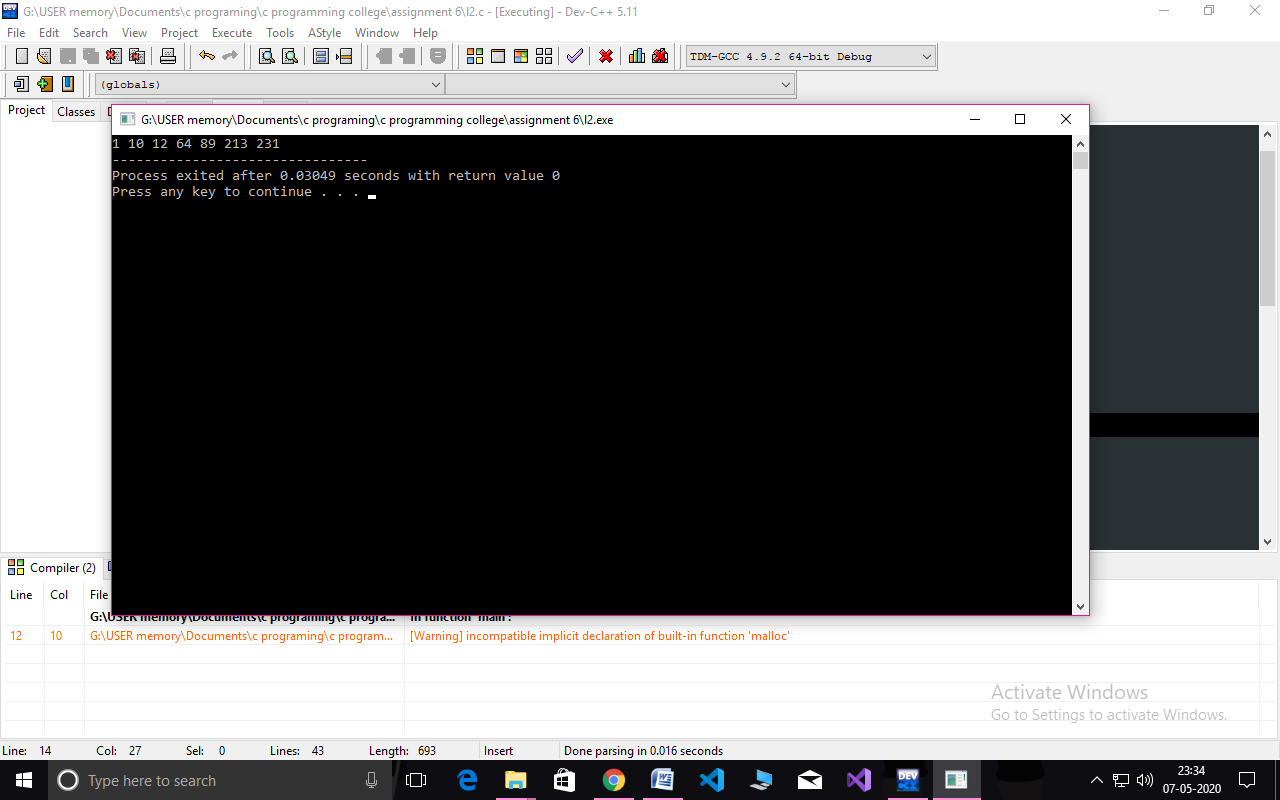 G:\USER memory\Documents\c programing\c programming college\assignment 6\l2.c - [Executing] - Dev-C++ 5.11
File Edit Search View Project Execute Tools AStyle Window Help
TDM-GCC 4.9.2 64-bit Debug
(globals)
Project Classes
G:\USER memory\Documents\c programing\c programming college\assignment 6\l2.exe
1 10 12 64 89 213 231
--------------------------------
Process exited after 0.03049 seconds with return value 0
Press any key to continue . . .
Compiler (2)
Line Col File
G:\USER memory\Documents\c programing\c progra... In function 'main':
12 10 G:\USER memory\Documents\c programing\c program... [Warning] incompatible implicit declaration of built-in function 'malloc'
Activate Windows
Go to Settings to activate Windows.
Line: 14 Col: 27 Sel: 0 Lines: 43 Length: 693 Insert Done parsing in 0.016 seconds
Type here to search
DEV
23:34
07-05-2020